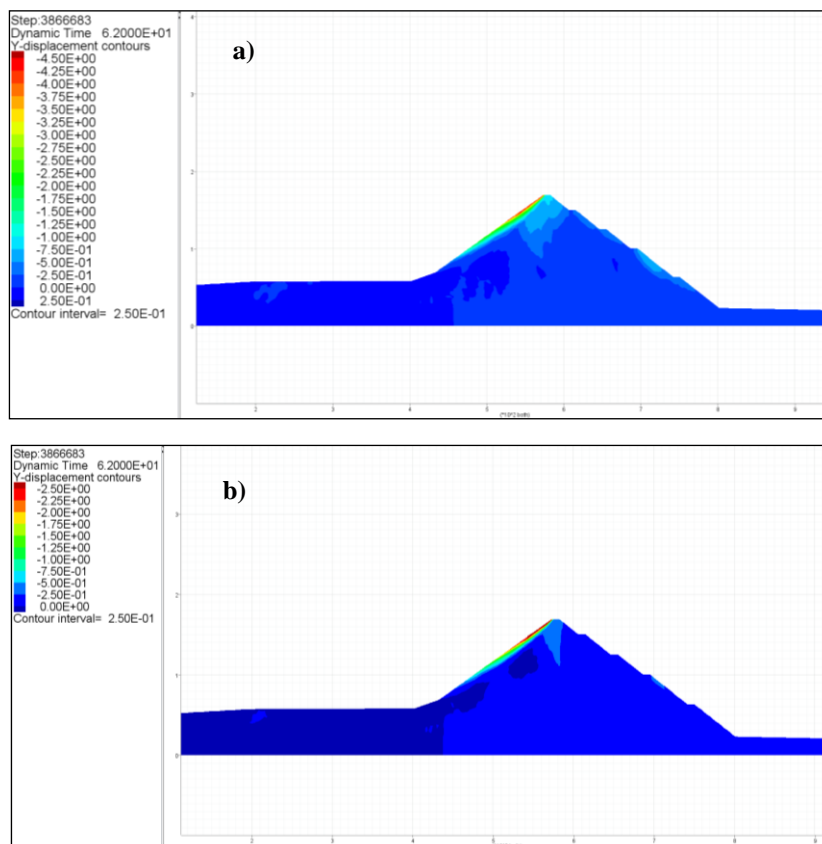 Step:3866683
Dynamic Time 6.2000E+01
Y-displacement contours
-4.50E+00
-4.25E+00
-4.00E+00
-3.75E+00
-3.50E+00
-3.25E+00
-3.00E+00
-2.75E+00
-2.50E+00
-2.25E+00
-2.00E+00
-1.75E+00
-1.50E+00
-1.25E+00
-1.00E+00
-7.50E-01
-5.00E-01
-2.50E-01
0.00E+00
2.50E-01
Contour interval= 2.50E-01
a)
4
3
2
1
0
2 3 4 5 6 7 8 9
(*10^2 both)
Step:3866683
Dynamic Time 6.2000E+01
Y-displacement contours
-2.50E+00
-2.25E+00
-2.00E+00
-1.75E+00
-1.50E+00
-1.25E+00
-1.00E+00
-7.50E-01
-5.00E-01
-2.50E-01
0.00E+00
Contour interval= 2.50E-01
b)
3
2
1
0
2 3 4 5 6 7 8 9